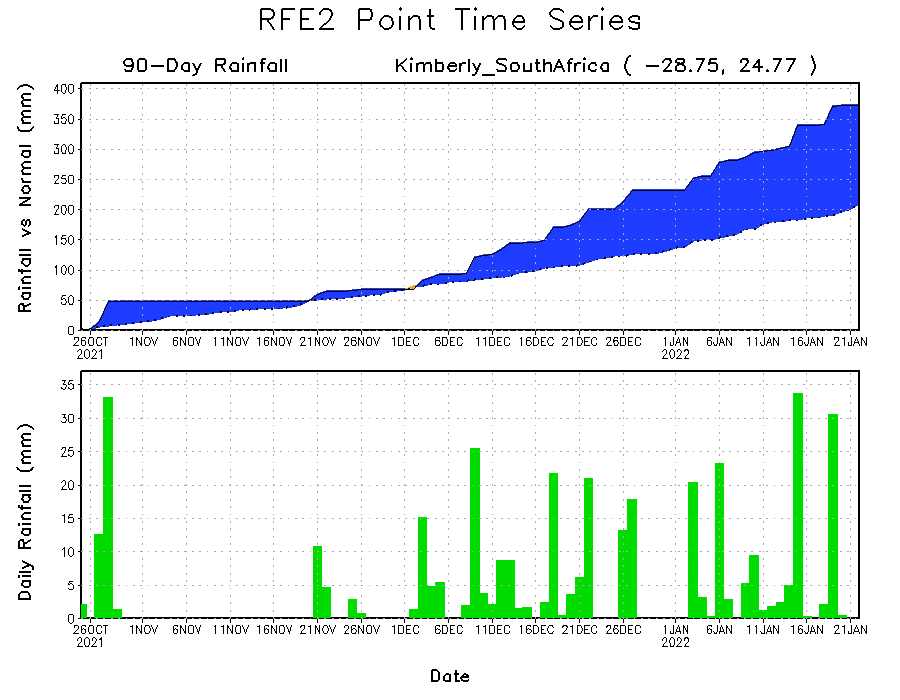 RFE2 Point Time Series
90-Day Rainfall
Kimberly_SouthAfrica ( -28.75, 24.77 )
Rainfall vs Normal (mm)
400
350
300
250
200
150
100
50
0
26OCT 1NOV 6NOV 11NOV 16NOV 21NOV 26NOV 1DEC 6DEC 11DEC 16DEC 21DEC 26DEC 1JAN 6JAN 11JAN 16JAN 21JAN
2021 2022
Daily Rainfall (mm)
35
30
25
20
15
10
5
0
26OCT 1NOV 6NOV 11NOV 16NOV 21NOV 26NOV 1DEC 6DEC 11DEC 16DEC 21DEC 26DEC 1JAN 6JAN 11JAN 16JAN 21JAN
2021 2022
Date